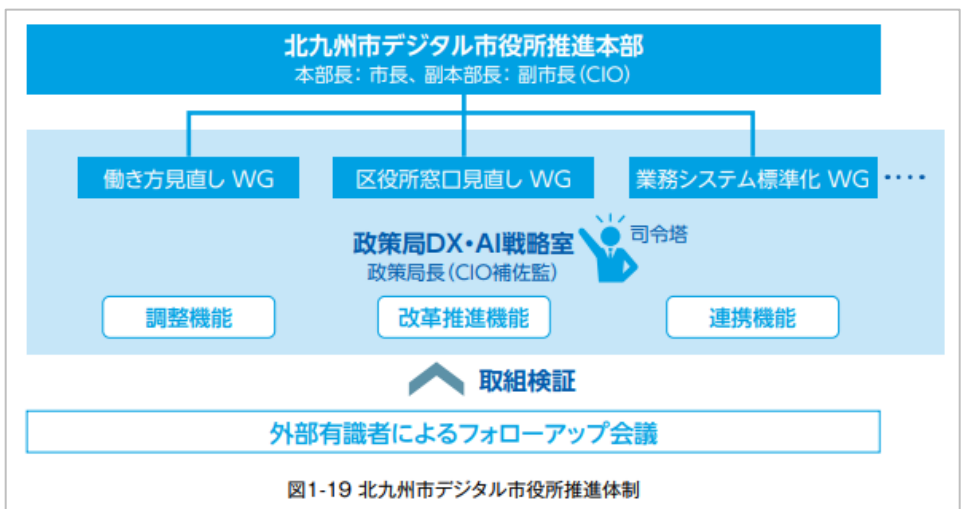 北九州市デジタル市役所推進本部
本部長：市長、副本部長：副市長（CIO）
働き方見直し WG
区役所窓口見直し WG
業務システム標準化 WG ････
政策局DX・AI戦略室
司令塔
政策局長（CIO補佐監）
調整機能
改革推進機能
連携機能
取組検証
外部有識者によるフォローアップ会議
図1-19 北九州市デジタル市役所推進体制